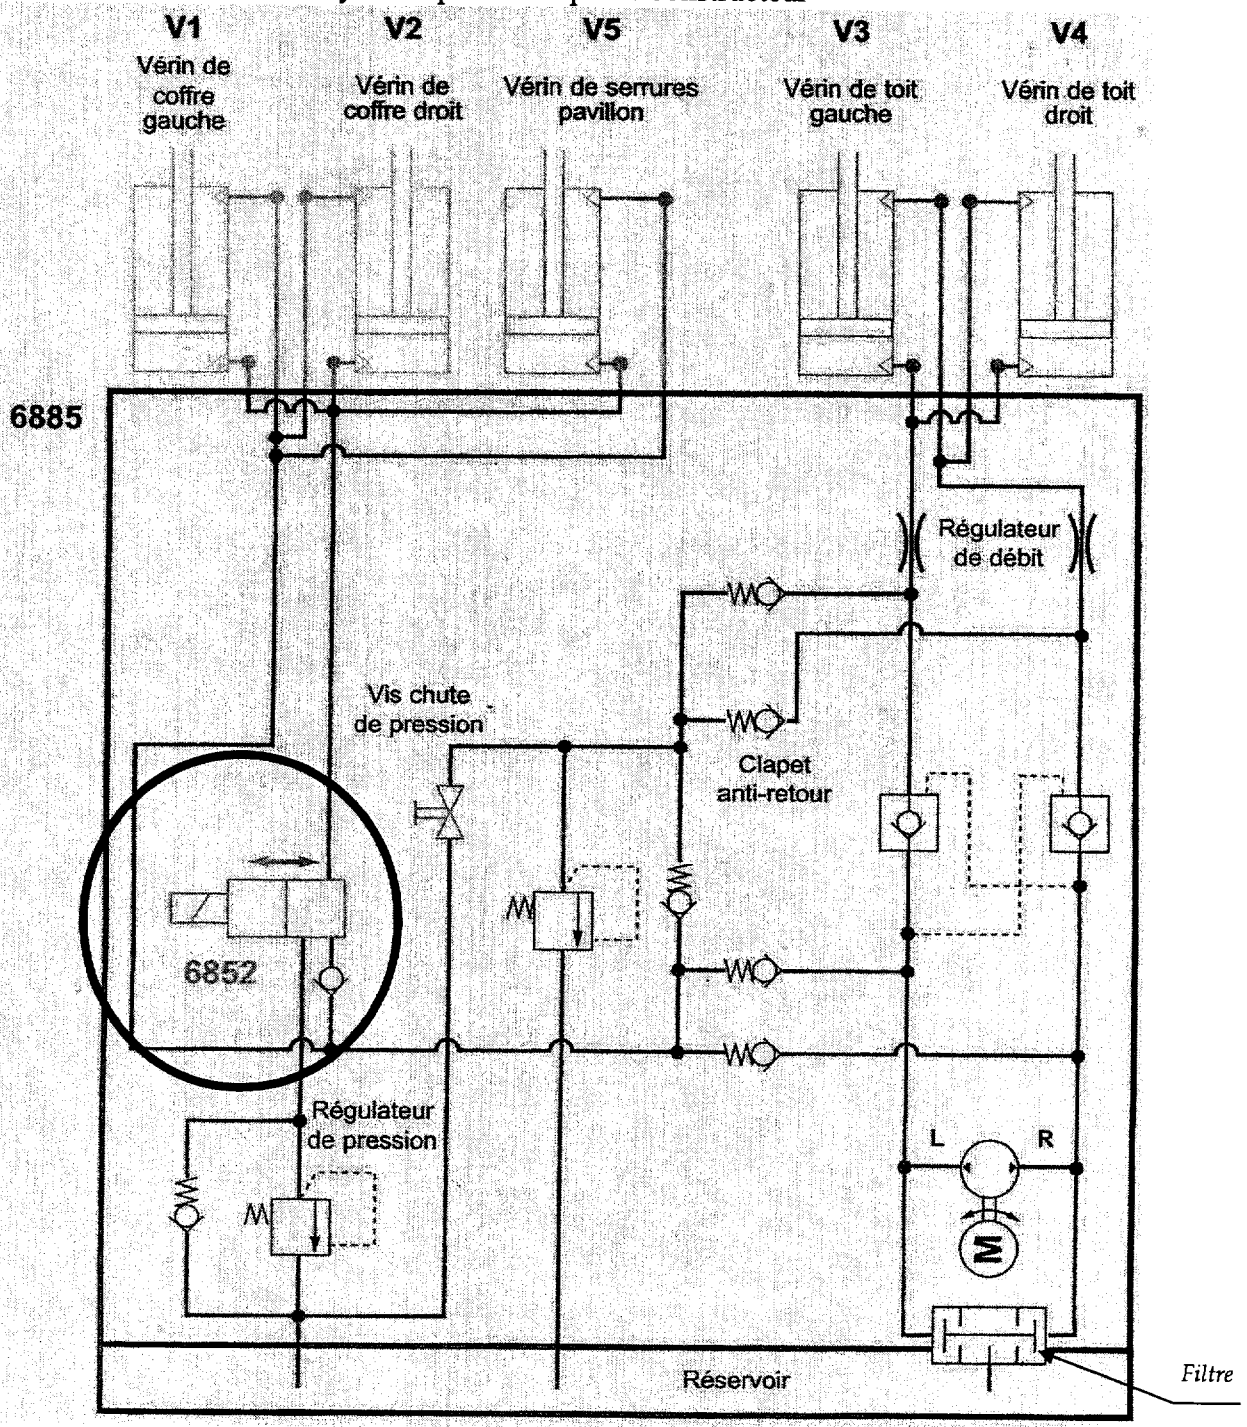 constructeur
V1
V2
V5
V3
V4
Vérin de
coffre
gauche
Vérin de
coffre droit
Vérin de serrures
pavillon
Vérin de toit
gauche
Vérin de toit
droit
6885
Régulateur
de débit
Vis chute
de pression
Clapet
anti-retour
6852
Régulateur
de pression
L
R
M
Réservoir
Filtre